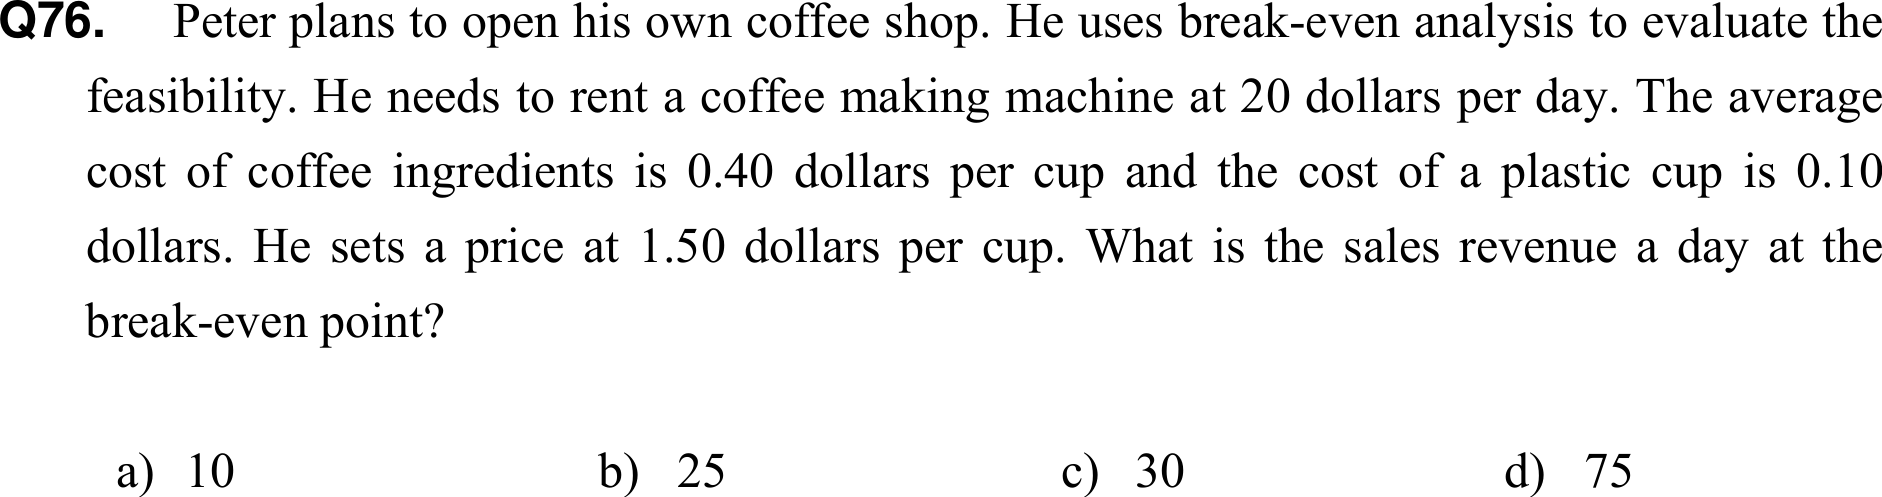 Q76. Peter plans to open his own coffee shop. He uses break-even analysis to evaluate the
feasibility. He needs to rent a coffee making machine at 20 dollars per day. The average
cost of coffee ingredients is 0.40 dollars per cup and the cost of a plastic cup is 0.10
dollars. He sets a price at 1.50 dollars per cup. What is the sales revenue a day at the
break-even point?
a) 10 b) 25 c) 30 d) 75